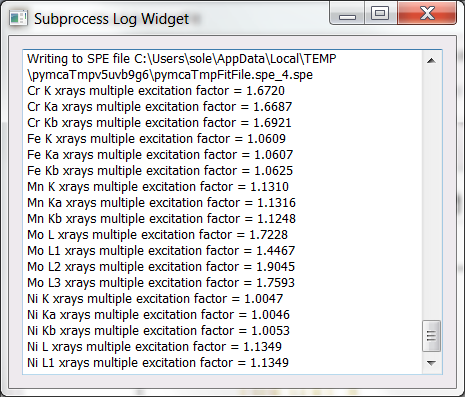 Subprocess Log Widget
Writing to SPE file C:\Users\sole\AppData\Local\TEMP
\pymcaTmpv5uvb9g6\pymcaTmpFitFile.spe_4.spe
Cr K xrays multiple excitation factor = 1.6720
Cr Ka xrays multiple excitation factor = 1.6687
Cr Kb xrays multiple excitation factor = 1.6921
Fe K xrays multiple excitation factor = 1.0609
Fe Ka xrays multiple excitation factor = 1.0607
Fe Kb xrays multiple excitation factor = 1.0625
Mn K xrays multiple excitation factor = 1.1310
Mn Ka xrays multiple excitation factor = 1.1316
Mn Kb xrays multiple excitation factor = 1.1248
Mo L xrays multiple excitation factor = 1.7228
Mo L1 xrays multiple excitation factor = 1.4467
Mo L2 xrays multiple excitation factor = 1.9045
Mo L3 xrays multiple excitation factor = 1.7593
Ni K xrays multiple excitation factor = 1.0047
Ni Ka xrays multiple excitation factor = 1.0046
Ni Kb xrays multiple excitation factor = 1.0053
Ni L xrays multiple excitation factor = 1.1349
Ni L1 xrays multiple excitation factor = 1.1349